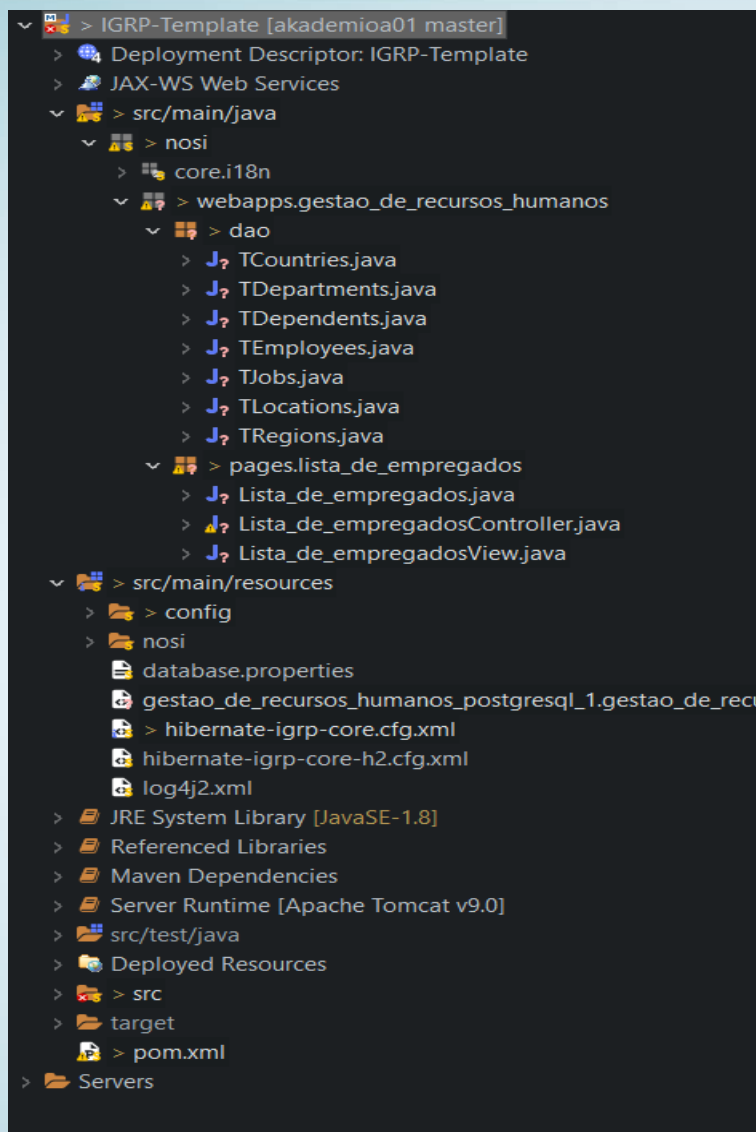 > IGRP-Template [akademioa01 master]
> Deployment Descriptor: IGRP-Template
> JAX-WS Web Services
> src/main/java
> nosi
> core.i18n
> webapps.gestao_de_recursos_humanos
> dao
> TCountries.java
> TDepartments.java
> TDependents.java
> TEmployees.java
> TJobs.java
> TLocations.java
> TRegions.java
> pages.lista_de_empregados
> Lista_de_empregados.java
> Lista_de_empregadosController.java
> Lista_de_empregadosView.java
> src/main/resources
> > config
> nosi
database.properties
gestao_de_recursos_humanos_postgresql_1.gestao_de_recu
> hibernate-igrp-core.cfg.xml
hibernate-igrp-core-h2.cfg.xml
log4j2.xml
> JRE System Library [JavaSE-1.8]
> Referenced Libraries
> Maven Dependencies
> Server Runtime [Apache Tomcat v9.0]
> src/test/java
> Deployed Resources
> > src
> target
> pom.xml
> Servers